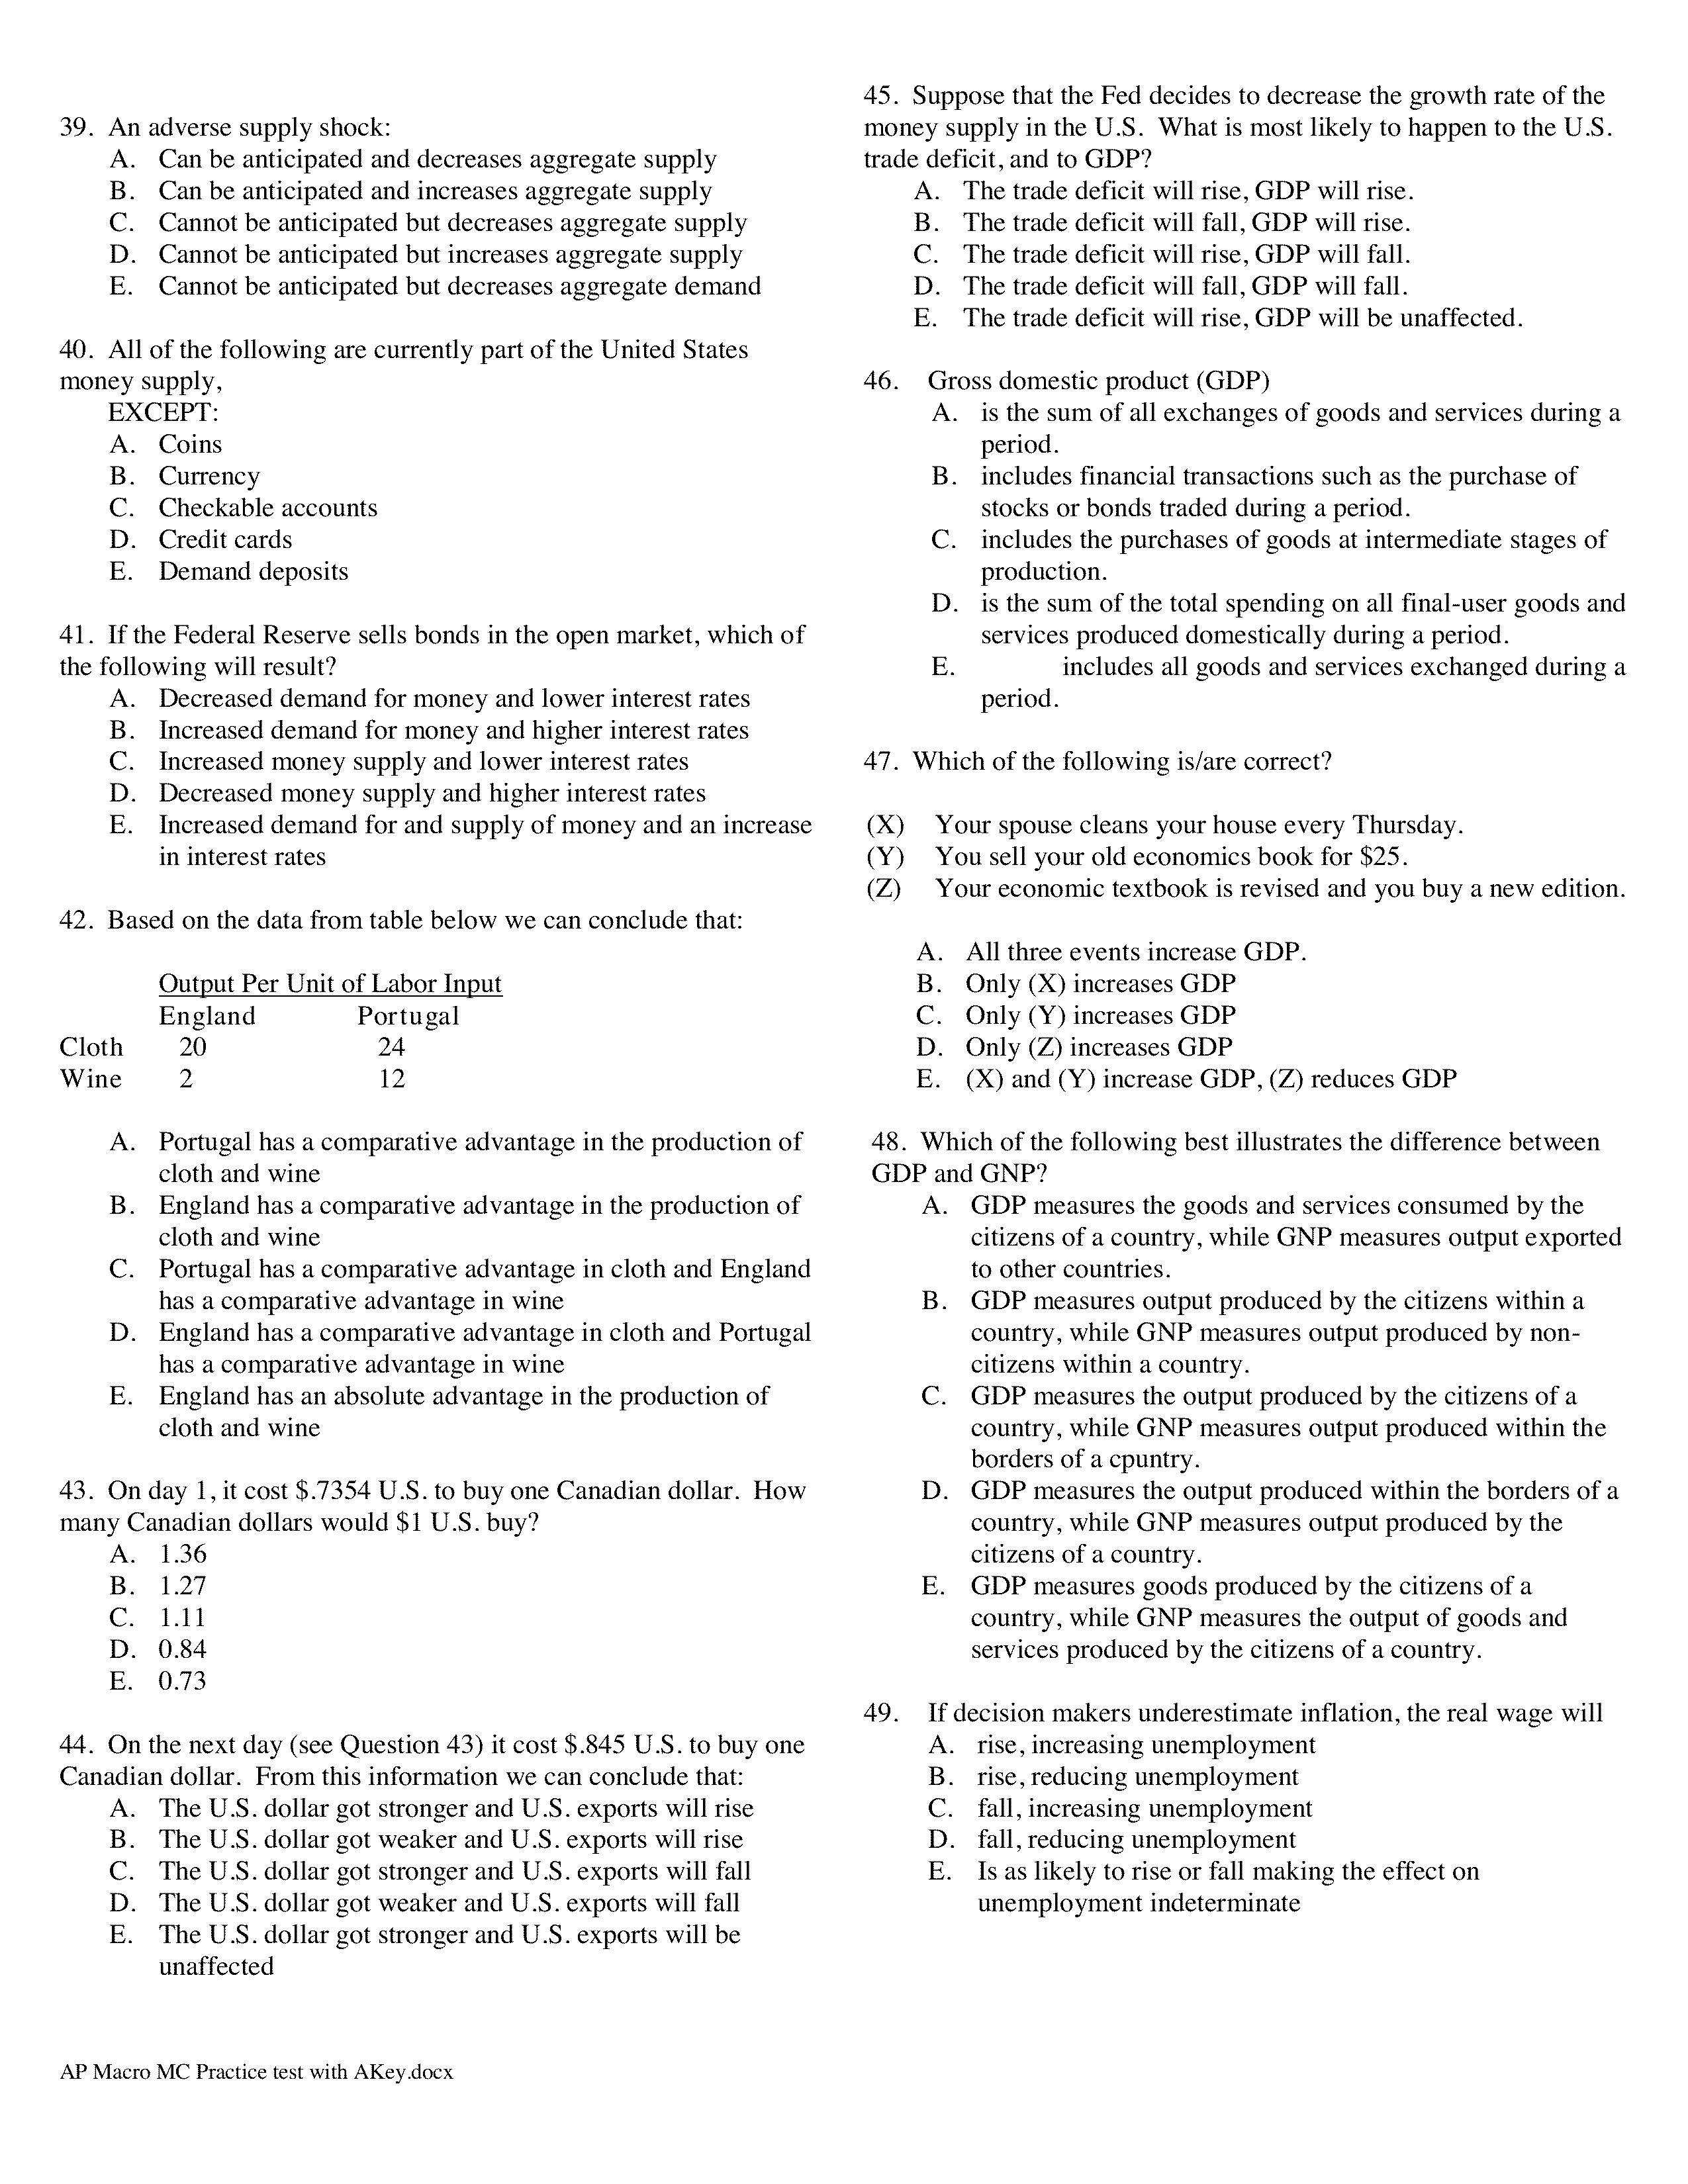 39.  An adverse supply shock:
A.   Can be anticipated and decreases aggregate supply
B.   Can be anticipated and increases aggregate supply
C.   Cannot be anticipated but decreases aggregate supply
D.   Cannot be anticipated but increases aggregate supply
E.   Cannot be anticipated but decreases aggregate demand
40.  All of the following are currently part of the United States
money supply,
EXCEPT:
A.   Coins
B.   Currency
C.   Checkable accounts
D.   Credit cards
E.   Demand deposits
41.  If the Federal Reserve sells bonds in the open market, which of
the following will result?
A.   Decreased demand for money and lower interest rates
B.   Increased demand for money and higher interest rates
C.   Increased money supply and lower interest rates
D.   Decreased money supply and higher interest rates
E.   Increased demand for and supply of money and an increase
in interest rates
42.  Based on the data from table below we can conclude that:
Output Per Unit of Labor Input
England   Portugal
Cloth   20   24
Wine   2   12
A.   Portugal has a comparative advantage in the production of
cloth and wine
B.   England has a comparative advantage in the production of
cloth and wine
C.   Portugal has a comparative advantage in cloth and England
has a comparative advantage in wine
D.   England has a comparative advantage in cloth and Portugal
has a comparative advantage in wine
E.   England has an absolute advantage in the production of
cloth and wine
43.  On day 1, it cost $.7354 U.S. to buy one Canadian dollar.  How
many Canadian dollars would $1 U.S. buy?
A.   1.36
B.   1.27
C.   1.11
D.   0.84
E.   0.73
44.  On the next day (see Question 43) it cost $.845 U.S. to buy one
Canadian dollar.  From this information we can conclude that:
A.   The U.S. dollar got stronger and U.S. exports will rise
B.   The U.S. dollar got weaker and U.S. exports will rise
C.   The U.S. dollar got stronger and U.S. exports will fall
D.   The U.S. dollar got weaker and U.S. exports will fall
E.   The U.S. dollar got stronger and U.S. exports will be
unaffected
45.  Suppose that the Fed decides to decrease the growth rate of the
money supply in the U.S.  What is most likely to happen to the U.S.
trade deficit, and to GDP?
A.   The trade deficit will rise, GDP will rise.
B.   The trade deficit will fall, GDP will rise.
C.   The trade deficit will rise, GDP will fall.
D.   The trade deficit will fall, GDP will fall.
E.   The trade deficit will rise, GDP will be unaffected.
46.   Gross domestic product (GDP)
A.   is the sum of all exchanges of goods and services during a
period.
B.   includes financial transactions such as the purchase of
stocks or bonds traded during a period.
C.   includes the purchases of goods at intermediate stages of
production.
D.   is the sum of the total spending on all final-user goods and
services produced domestically during a period.
E.   includes all goods and services exchanged during a
period.
47.  Which of the following is/are correct?
(X)   Your spouse cleans your house every Thursday.
(Y)   You sell your old economics book for $25.
(Z)   Your economic textbook is revised and you buy a new edition.
A.   All three events increase GDP.
B.   Only (X) increases GDP
C.   Only (Y) increases GDP
D.   Only (Z) increases GDP
E.   (X) and (Y) increase GDP, (Z) reduces GDP
48.  Which of the following best illustrates the difference between
GDP and GNP?
A.   GDP measures the goods and services consumed by the
citizens of a country, while GNP measures output exported
to other countries.
B.   GDP measures output produced by the citizens within a
country, while GNP measures output produced by non-
citizens within a country.
C.   GDP measures the output produced by the citizens of a
country, while GNP measures output produced within the
borders of a cpuntry.
D.   GDP measures the output produced within the borders of a
country, while GNP measures output produced by the
citizens of a country.
E.   GDP measures goods produced by the citizens of a
country, while GNP measures the output of goods and
services produced by the citizens of a country.
49.   If decision makers underestimate inflation, the real wage will
A.   rise, increasing unemployment
B.   rise, reducing unemployment
C.   fall, increasing unemployment
D.   fall, reducing unemployment
E.   Is as likely to rise or fall making the effect on
unemployment indeterminate
AP Macro MC Practice test with AKey.docx